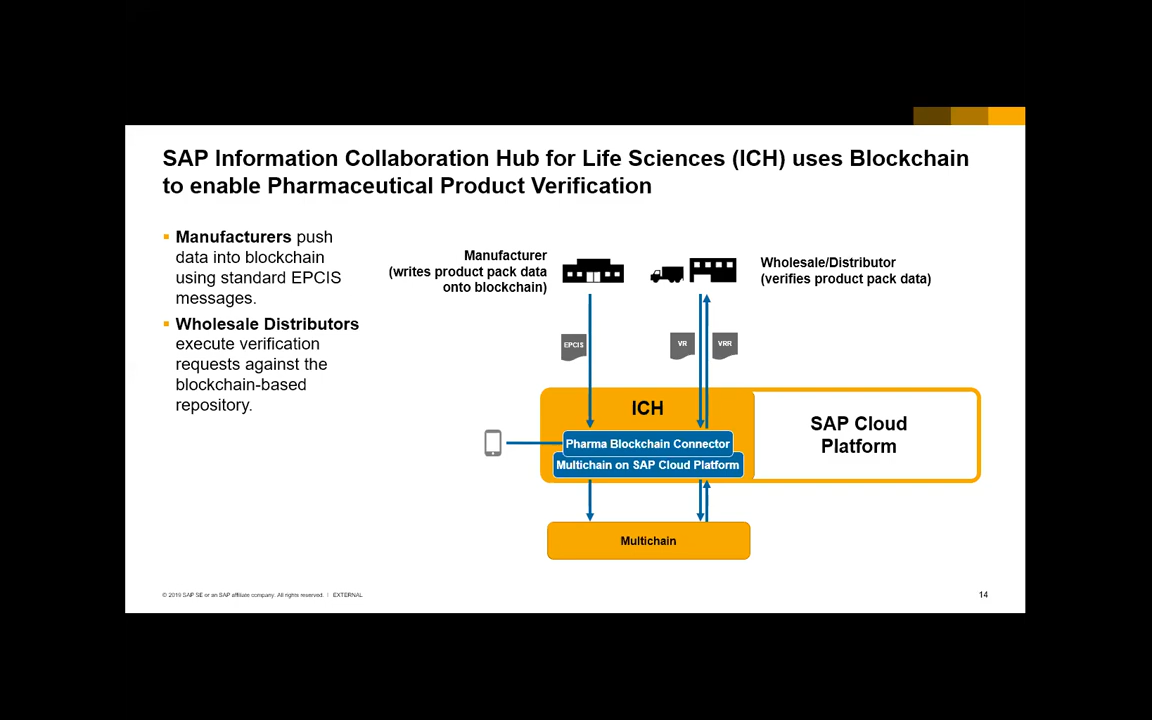 SAP Information Collaboration Hub for Life Sciences (ICH) uses Blockchain
to enable Pharmaceutical Product Verification
Manufacturers push
data into blockchain
using standard EPCIS
messages.
Wholesale Distributors
execute verification
requests against the
blockchain-based
repository.
Manufacturer
(writes product pack data
onto blockchain)
Wholesale/Distributor
(verifies product pack data)
EPCIS
VR
VRR
ICH
SAP Cloud
Platform
Pharma Blockchain Connector
Multichain on SAP Cloud Platform
Multichain
© 2019 SAP SE or an SAP affiliate company. All rights reserved. | EXTERNAL
14